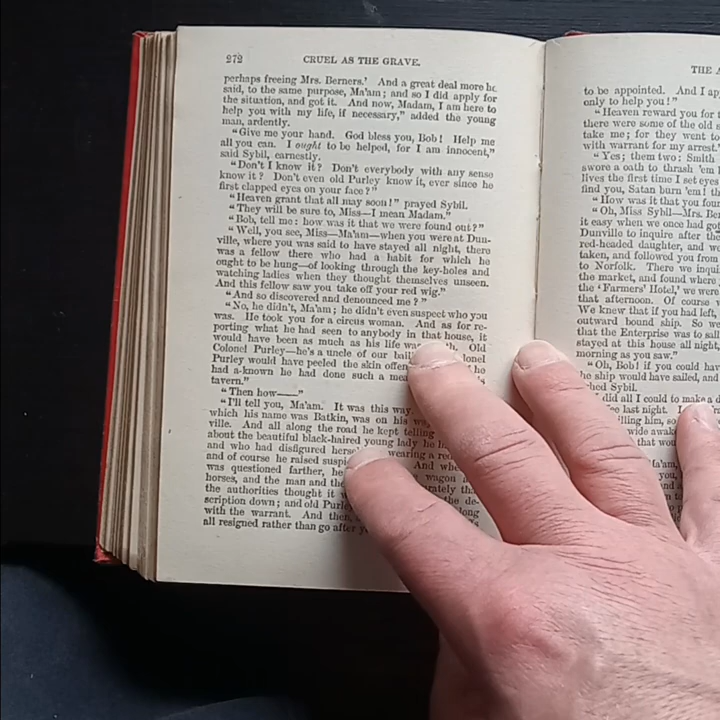 272 CRUEL AS THE GRAVE.
perhaps freeing Mrs. Berners.' And a great deal more he
said, to the same purpose, Ma'am; and so I did apply for
the situation, and got it. And now, Madam, I am here to
help you with my life, if necessary," added the young
man, ardently.
"Give me your hand. God bless you, Bob! Help me
all you can. I ought to be helped, for I am innocent,"
said Sybil, earnestly.
"Don't I know it? Don't everybody with any sense
know it? Don't even old Purley know it, ever since he
first clapped eyes on your face?"
"Heaven grant that all may soon!" prayed Sybil.
"They will be sure to, Miss—I mean Madam."
"Bob, tell me: how was it that we were found out?"
"Well, you see, Miss—Ma'am—when you were at Dun-
ville, where you was said to have stayed all night, there
was a fellow there who had a habit for which he
ought to be hung—of looking through the key-holes and
watching ladies when they thought themselves unseen.
And this fellow saw you take off your red wig."
"And so discovered and denounced me?"
"No, he didn't, Ma'am; he didn't even suspect who you
was. He took you for a circus woman. And as for re-
porting what he had seen to anybody in that house, it
would have been as much as his life was Old
Colonel Purley—he's a uncle of our
Purley would have peeled the skin
had a-known he had done such a
tavern."
"Then how——"
"I'll tell you, Ma'am. It was this way.
which his name was Batkin, was on his
ville. And all along the road he kept telling
about the beautiful black-haired young lady he
and who had disfigured wearing a
and of course he raised And
was questioned farther, he wagon
horses, and the man and the
the authorities thought it the de-
scription down; and old along
with the warrant. And then
all resigned rather than go after
THE
to be appointed. And I
only to help you!"
"Heaven reward you for
there were some of the old
take me; for they went to
with warrant for my arrest."
"Yes; them two: Smith
swore a oath to thrash 'em
lives the first time I set eyes
find you, Satan burn 'em!
"How was it that you
"Oh, Miss Sybil—Mrs.
it easy when we once had got
Dunville to inquire after the
red-headed daughter, and
taken, and followed you from
to Norfolk. There we
the market, and found where
the 'Farmers' Hotel,' we were
that afternoon. Of course
We knew that if you had left,
outward bound ship. So
that the Enterprise was to
stayed at this house all night,
morning as you saw."
"Oh, Bob! if you could have
ship would have sailed, and
Sybil.
did all I could to make a
last night. I
him, so
wide
that